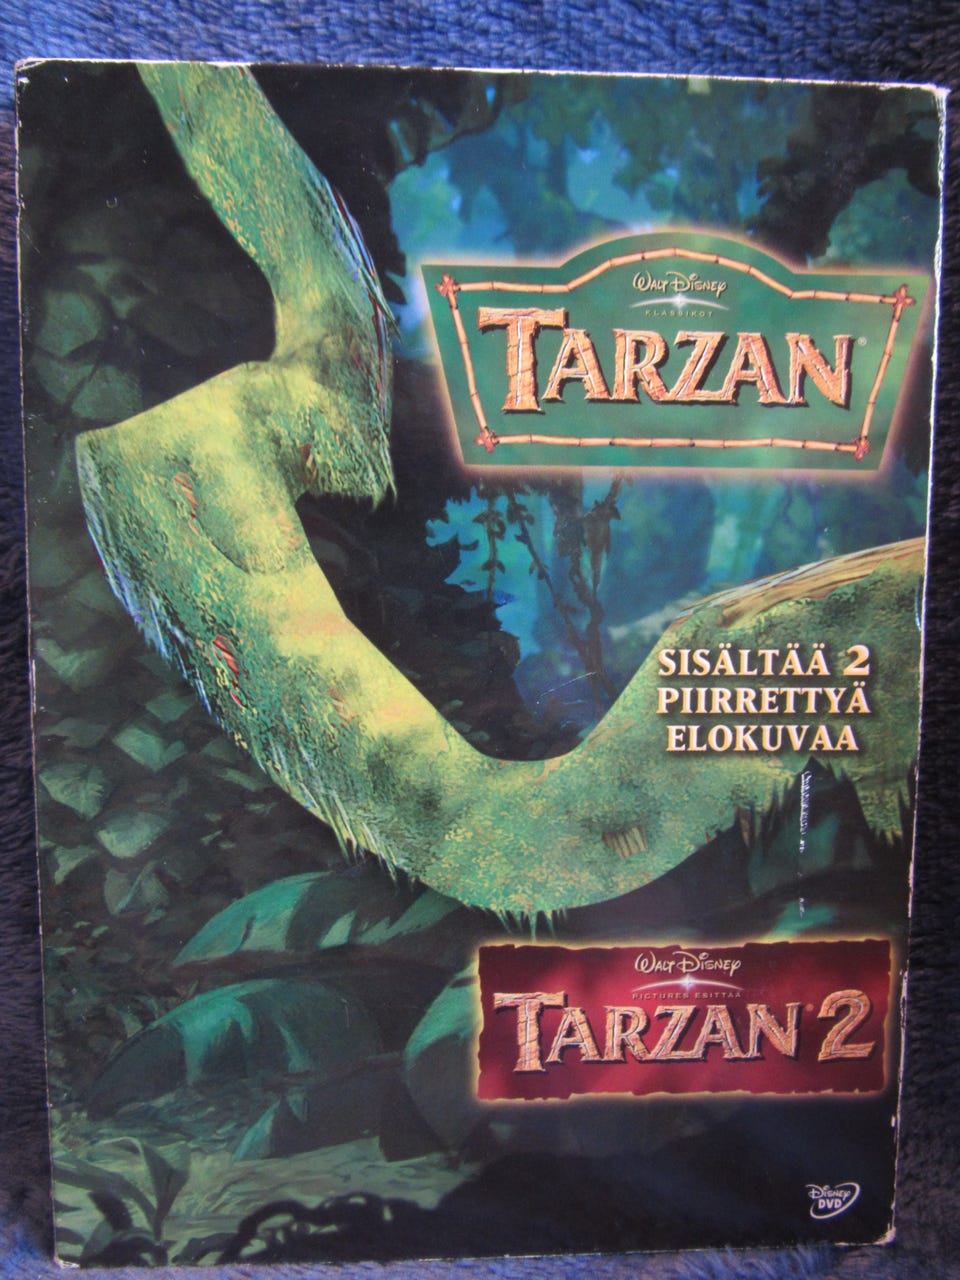 WALT DISNEY
KLASSIKOT
TARZAN®
SISÄLTÄÄ 2
PIIRRETTYÄ
ELOKUVAA
WALT DISNEY
PICTURES ESITTÄÄ
TARZAN® 2
DISNEY
DVD